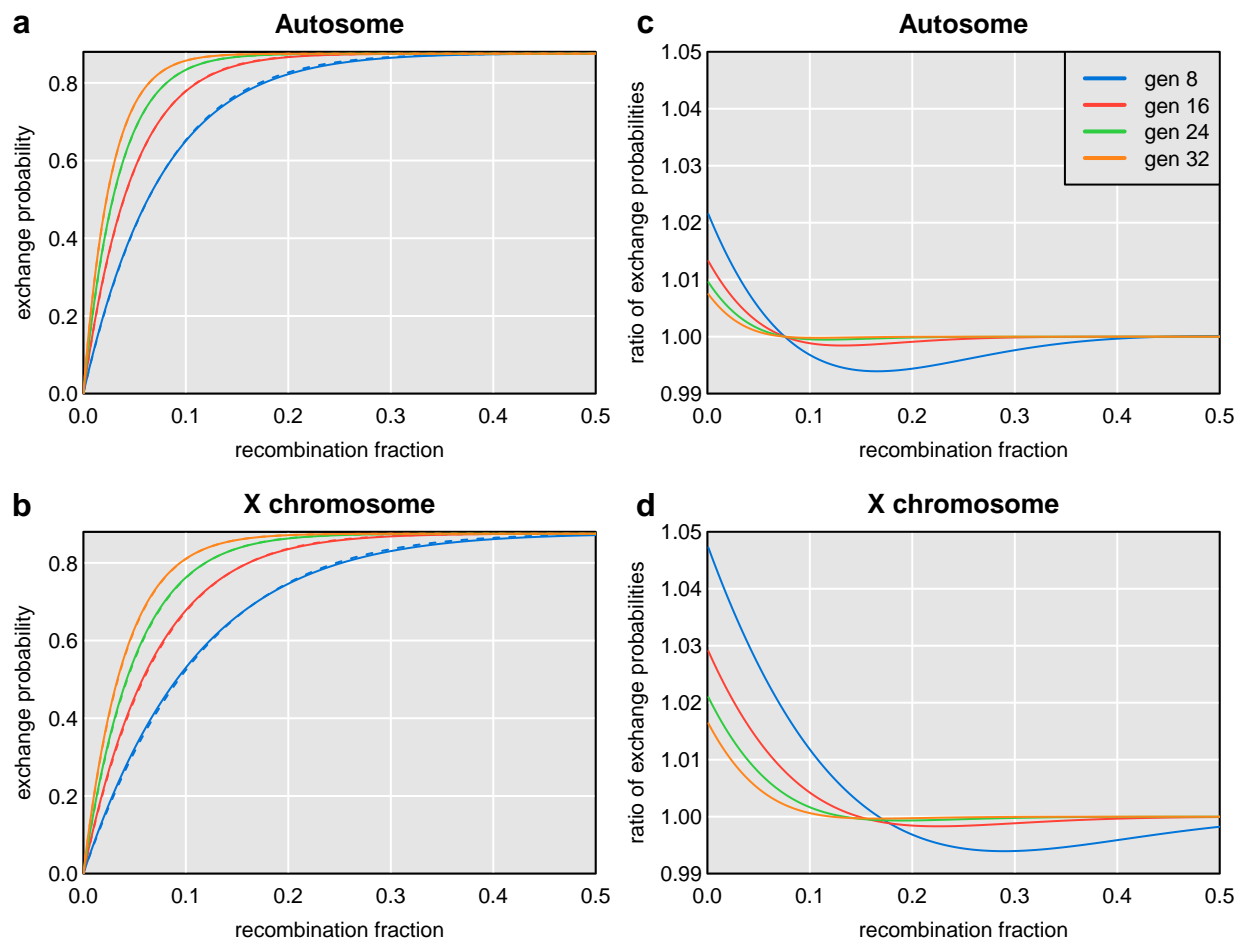 a
Autosome
exchange probability
0.8
0.6
0.4
0.2
0.0
0.0 0.1 0.2 0.3 0.4 0.5
recombination fraction
c
Autosome
ratio of exchange probabilities
1.05
1.04
1.03
1.02
1.01
1.00
0.99
gen 8
gen 16
gen 24
gen 32
0.0 0.1 0.2 0.3 0.4 0.5
recombination fraction
b
X chromosome
exchange probability
0.8
0.6
0.4
0.2
0.0
0.0 0.1 0.2 0.3 0.4 0.5
recombination fraction
d
X chromosome
ratio of exchange probabilities
1.05
1.04
1.03
1.02
1.01
1.00
0.99
0.0 0.1 0.2 0.3 0.4 0.5
recombination fraction